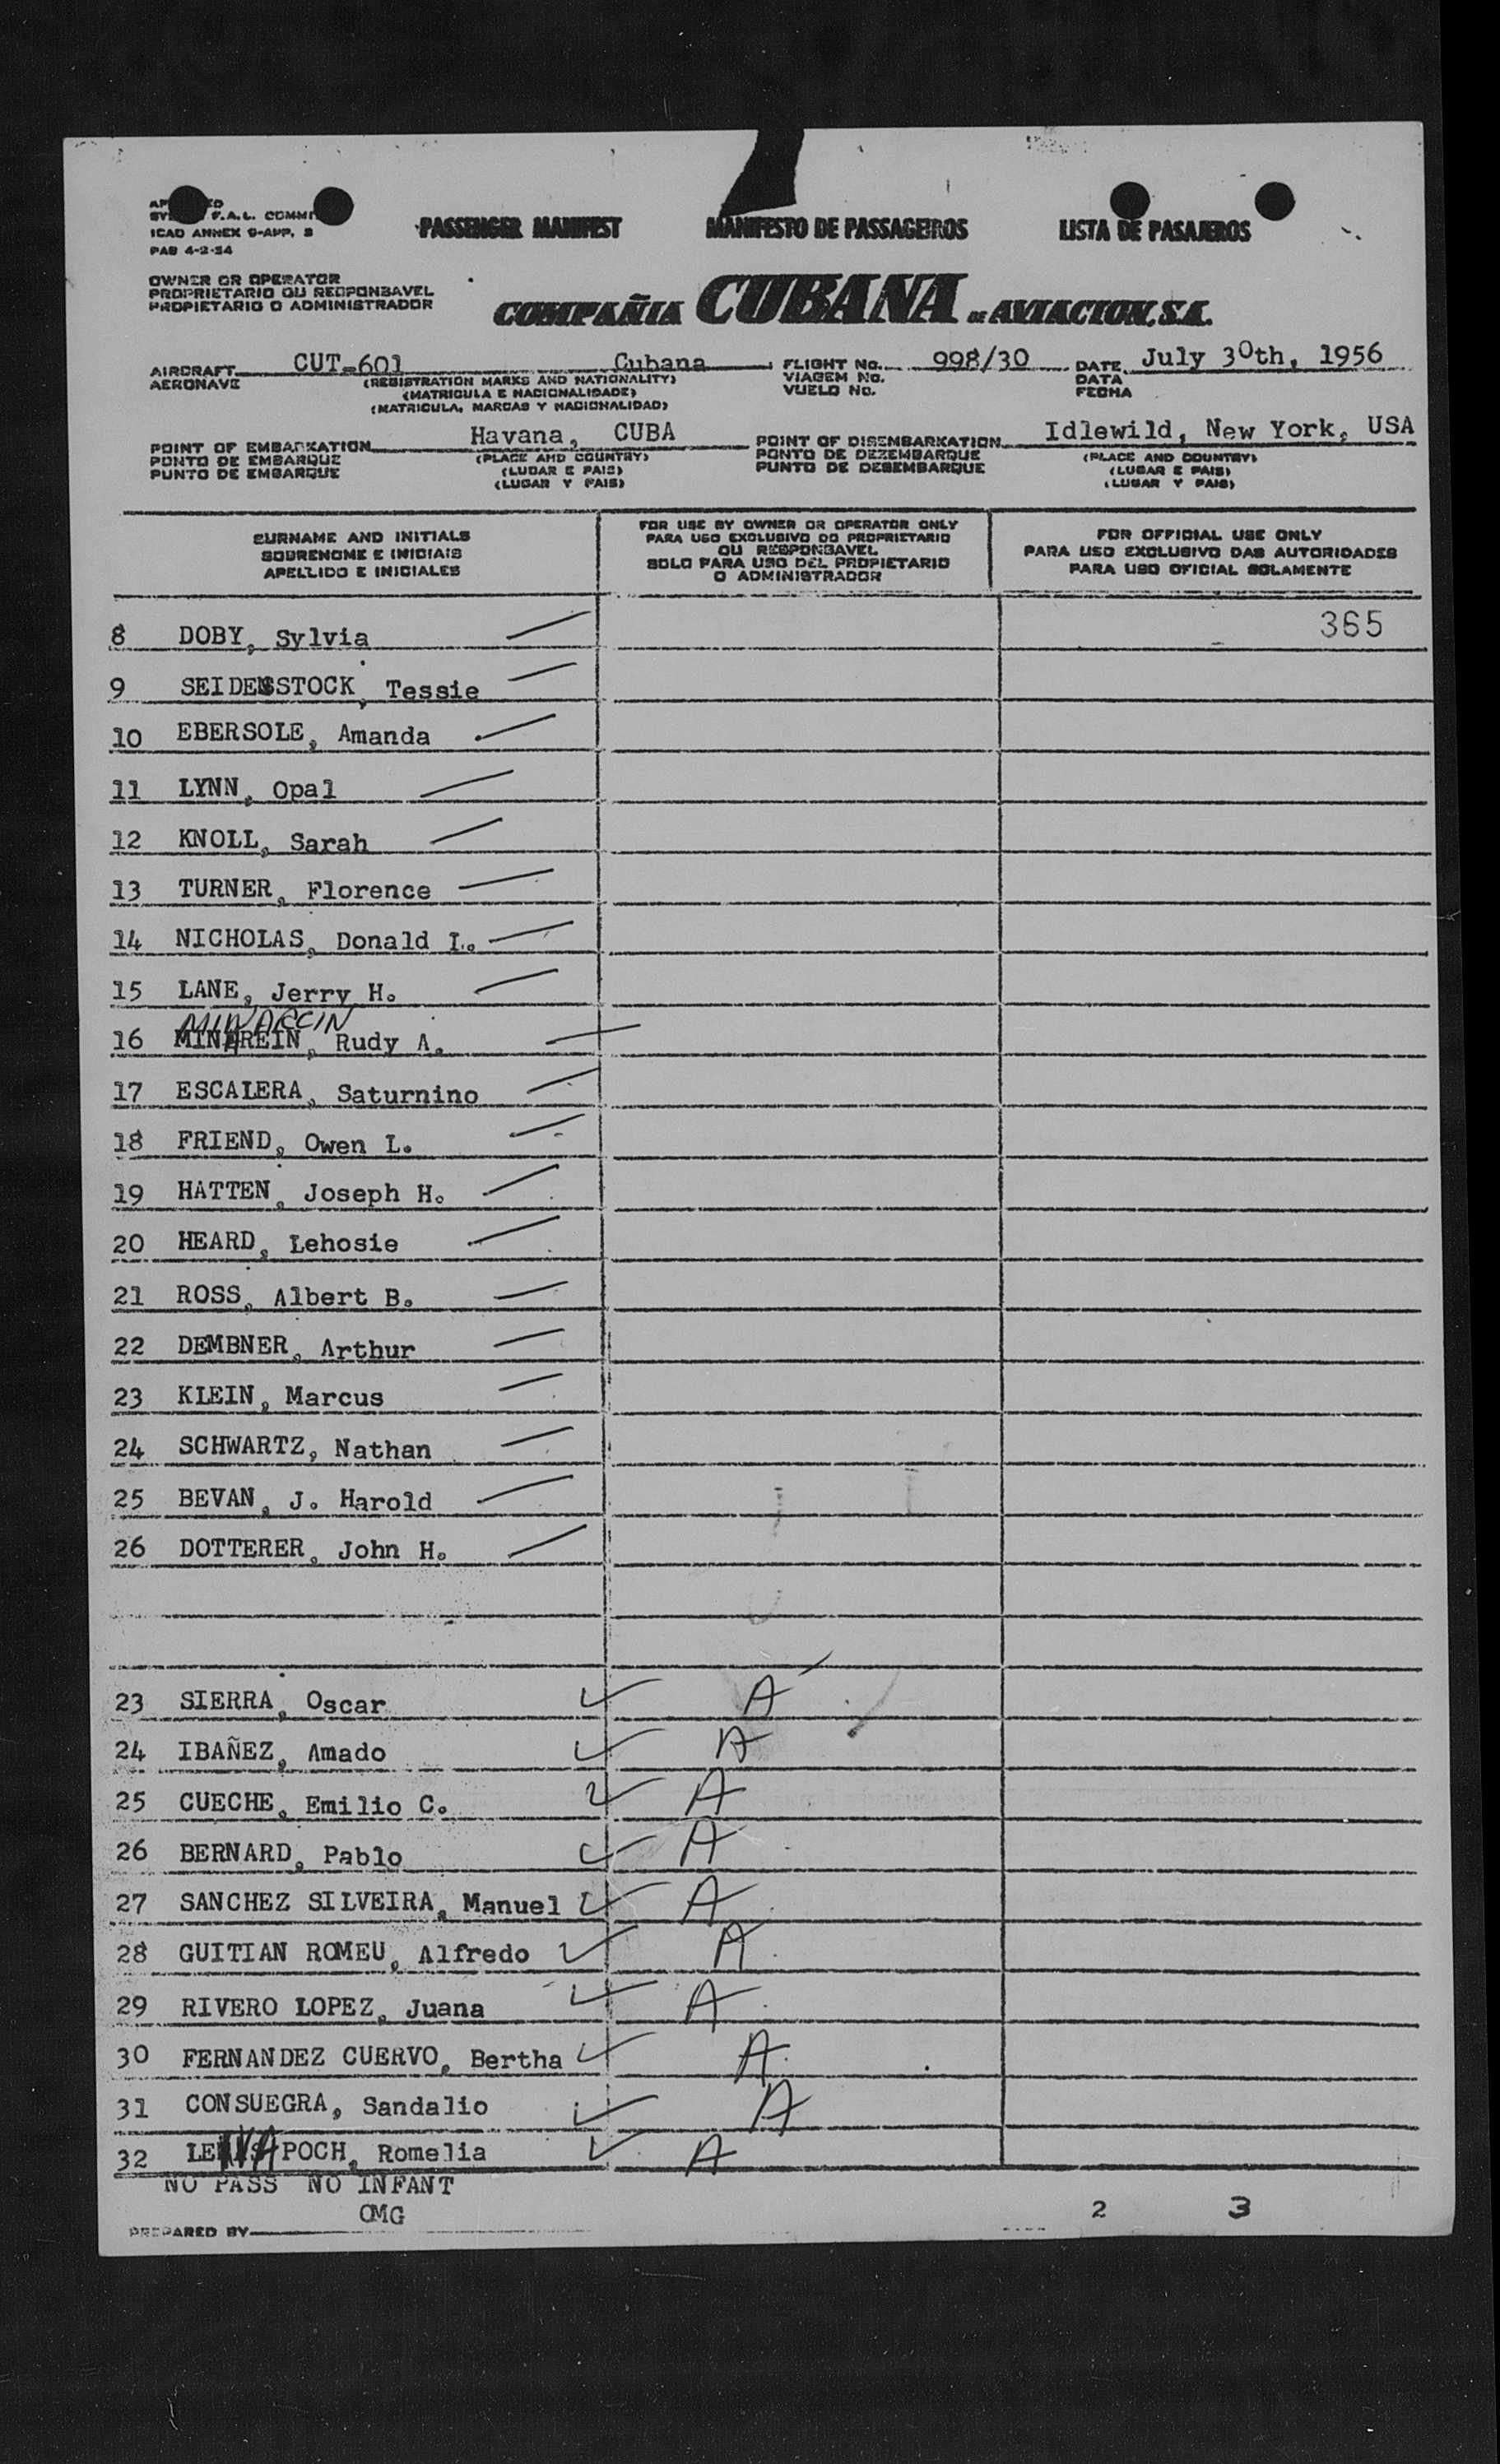 PASSENGER MANIFEST MANIFESTO DE PASSAGEIROS LISTA DE PASAJEROS
F.A.L.
ICAO ANNEX 9-APP. 3
PAB 4-2-54
OWNER OR OPERATOR
PROPRIETARIO OU RESPONSAVEL
PROPIETARIO O ADMINISTRADOR
COMPAÑIA CUBANA DE AVIACION, S.A.
AIRCRAFT CUT-601 Cubana FLIGHT No. 998/30 DATE July 30th, 1956
AERONAVE (REGISTRATION MARKS AND NATIONALITY) VIAGEM No. DATA
(MATRICULA E NACIONALIDADE) VUELO No. FECHA
(MATRICULA, MARCAS Y NACIONALIDAD)
POINT OF EMBARKATION Havana, CUBA POINT OF DISEMBARKATION Idlewild, New York, USA
PONTO DE EMBARQUE (PLACE AND COUNTRY) PONTO DE DEZEMBARQUE (PLACE AND COUNTRY)
PUNTO DE EMBARQUE (LUGAR E PAIS) PUNTO DE DESEMBARQUE (LUGAR E PAIS)
(LUGAR Y PAIS) (LUGAR Y PAIS)
SURNAME AND INITIALS FOR USE BY OWNER OR OPERATOR ONLY FOR OFFICIAL USE ONLY
SOBRENOME E INICIAIS PARA USO EXCLUSIVO DO PROPRIETARIO PARA USO EXCLUSIVO DAS AUTORIDADES
APELLIDO E INICIALES OU RESPONSAVEL PARA USO OFICIAL SOLAMENTE
SOLO PARA USO DEL PROPIETARIO
O ADMINISTRADOR
8 DOBY, Sylvia 365
9 SEIDENSTOCK, Tessie
10 EBERSOLE, Amanda
11 LYNN, Opal
12 KNOLL, Sarah
13 TURNER, Florence
14 NICHOLAS, Donald L.
15 LANE, Jerry H.
MINARCIN
16 MINAREIN, Rudy A.
17 ESCALERA, Saturnino
18 FRIEND, Owen L.
19 HATTEN, Joseph H.
20 HEARD, Lehosie
21 ROSS, Albert B.
22 DEMBNER, Arthur
23 KLEIN, Marcus
24 SCHWARTZ, Nathan
25 BEVAN, J. Harold
26 DOTTERER, John H.
23 SIERRA, Oscar ✓ A
24 IBAÑEZ, Amado ✓ A
25 CUECHE, Emilio C. ✓ A
26 BERNARD, Pablo ✓ A
27 SANCHEZ SILVEIRA, Manuel ✓ A
28 GUITIAN ROMEU, Alfredo ✓ A
29 RIVERO LOPEZ, Juana ✓ A
30 FERNANDEZ CUERVO, Bertha ✓ A
31 CONSUEGRA, Sandalio ✓ A
32 POCH, Romelia ✓ A
NO PASS NO INFANT
OMG 2 3
PREPARED BY